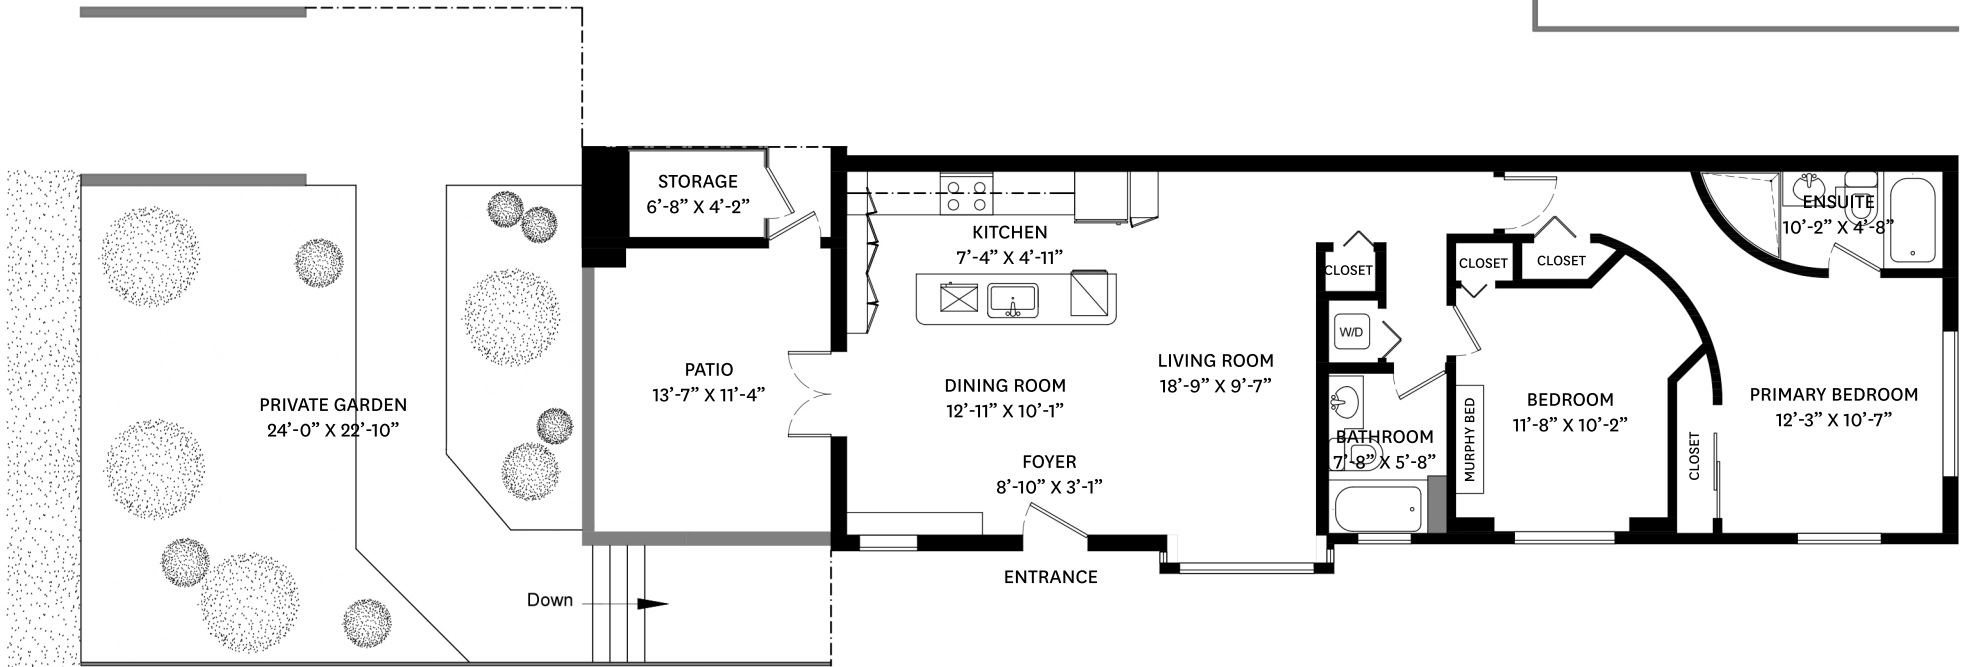 STORAGE
6'-8” X 4'-2”
KITCHEN
7'-4” X 4'-11”
ENSUITE
10'-2” X 4'-8”
CLOSET
CLOSET
CLOSET
W/D
PATIO
13'-7” X 11'-4”
DINING ROOM
12'-11” X 10'-1”
LIVING ROOM
18'-9” X 9'-7”
PRIVATE GARDEN
24'-0” X 22'-10”
BEDROOM
11'-8” X 10'-2”
PRIMARY BEDROOM
12'-3” X 10'-7”
MURPHY BED
CLOSET
BATHROOM
7'-8” X 5'-8”
FOYER
8'-10” X 3'-1”
ENTRANCE
Down